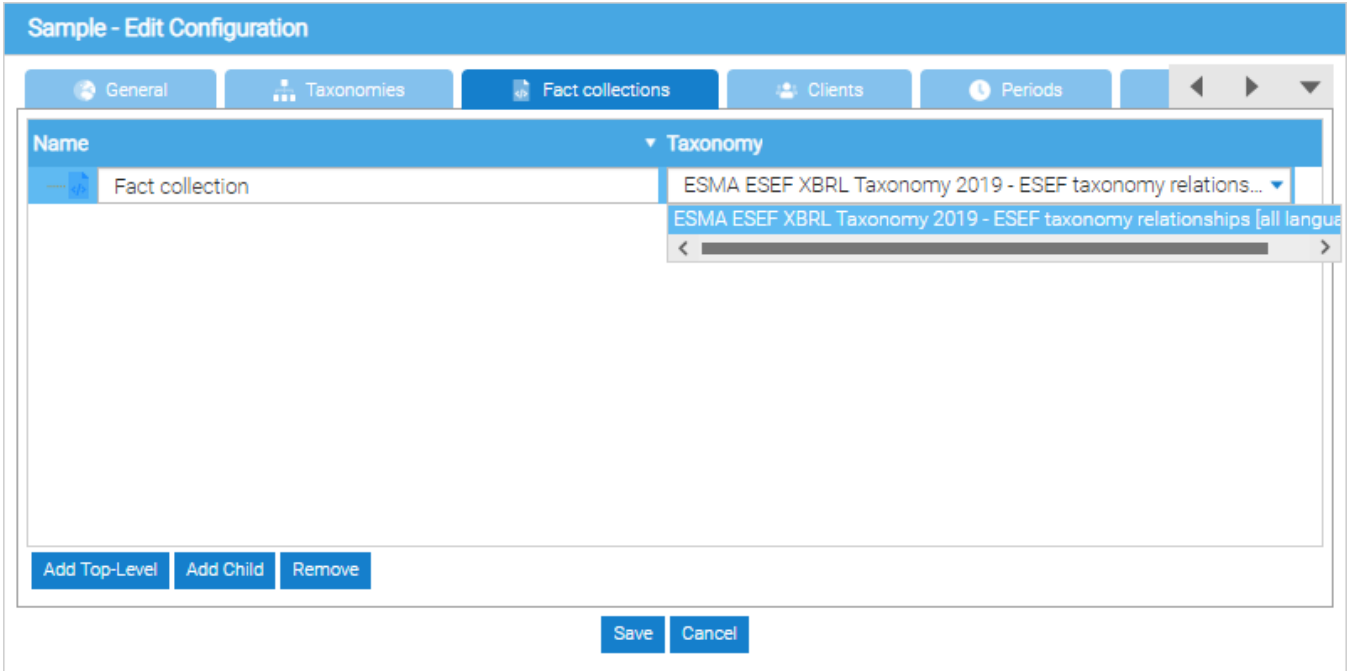 Sample - Edit Configuration
General Taxonomies Fact collections Clients Periods
Name Taxonomy
Fact collection ESMA ESEF XBRL Taxonomy 2019 - ESEF taxonomy relations...
ESMA ESEF XBRL Taxonomy 2019 - ESEF taxonomy relationships [all langua
Add Top-Level Add Child Remove
Save Cancel